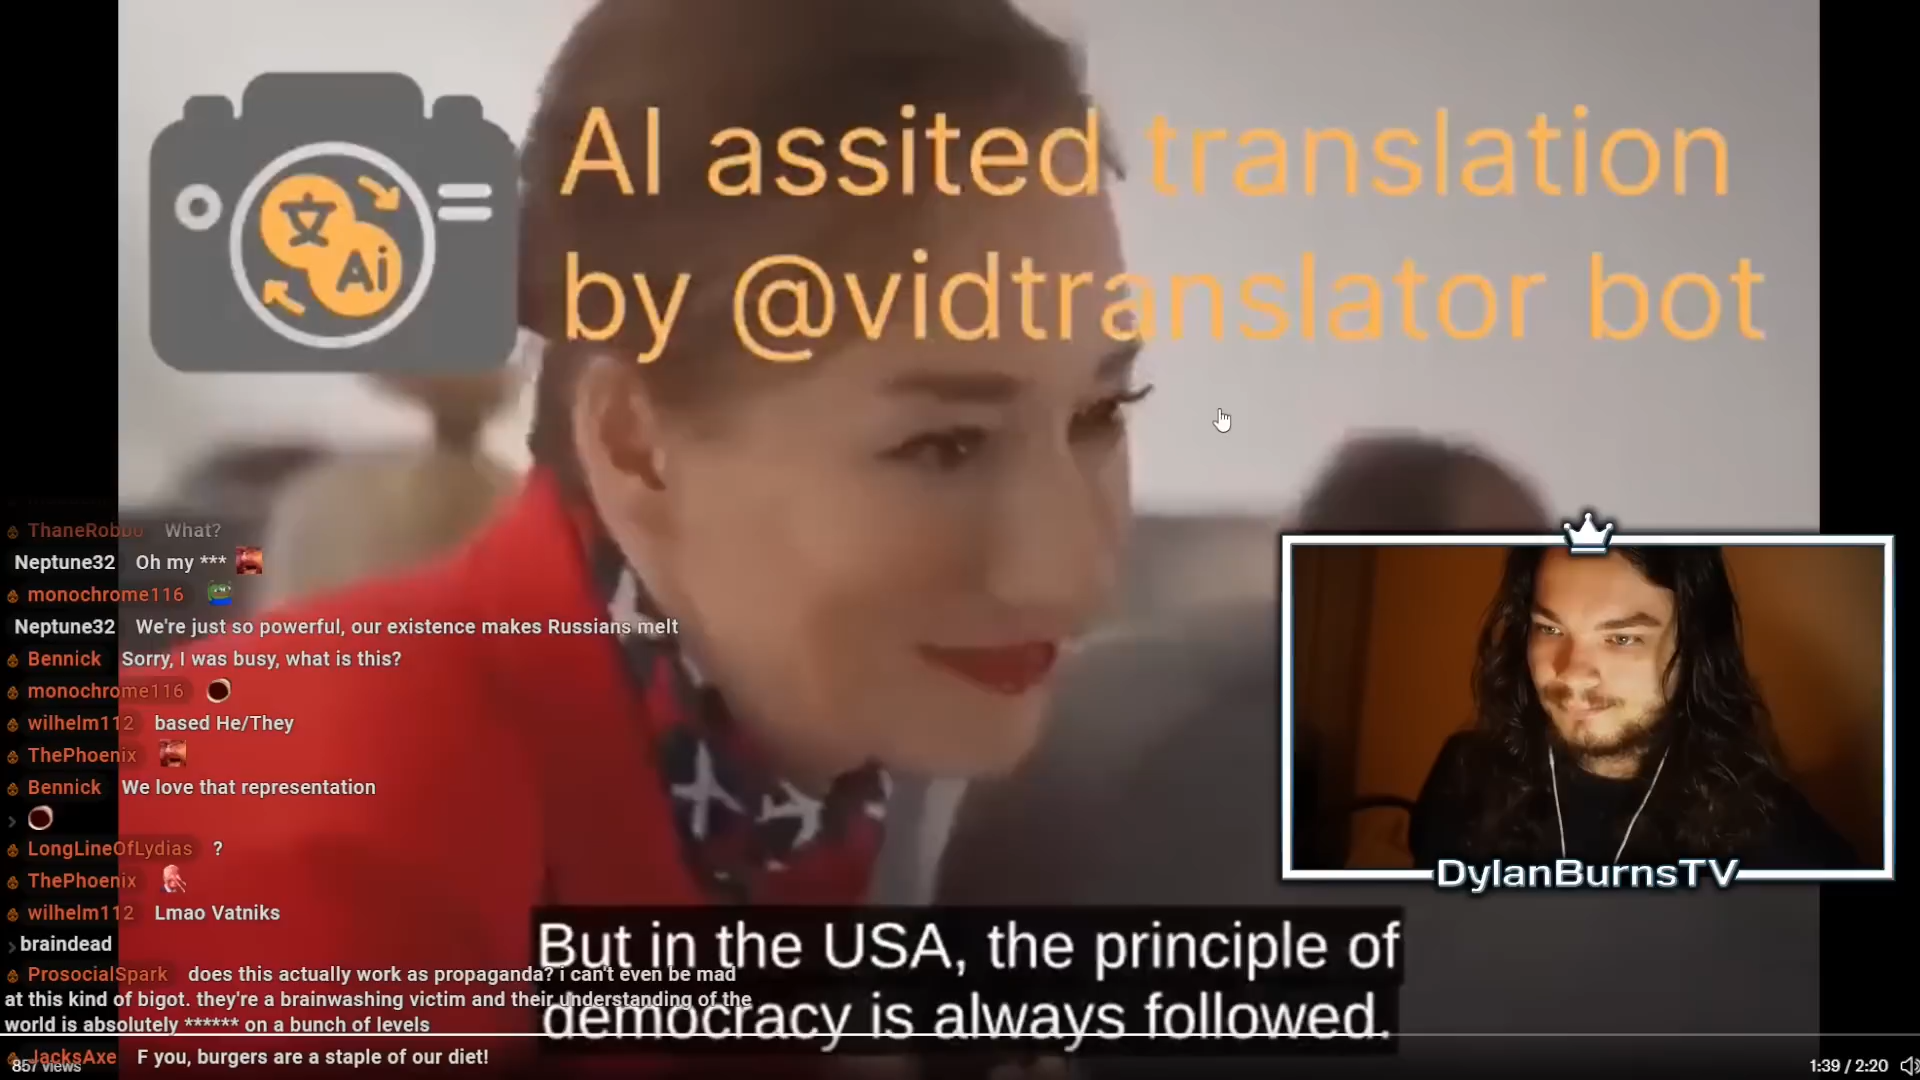 AI assited translation
by @vidtranslator bot
文
Ai
ThaneRobbo What?
Neptune32 Oh my ***
monochrome116
Neptune32 We're just so powerful, our existence makes Russians melt
Bennick Sorry, I was busy, what is this?
monochrome116
wilhelm112 based He/They
ThePhoenix
Bennick We love that representation
LongLineOfLydias ?
ThePhoenix
wilhelm112 Lmao Vatniks
braindead
ProsocialSpark does this actually work as propaganda? i can't even be mad
at this kind of bigot. they're a brainwashing victim and their understanding of the
world is absolutely ****** on a bunch of levels
JacksAxe F you, burgers are a staple of our diet!
857 views
DylanBurnsTV
But in the USA, the principle of
democracy is always followed.
1:39 / 2:20